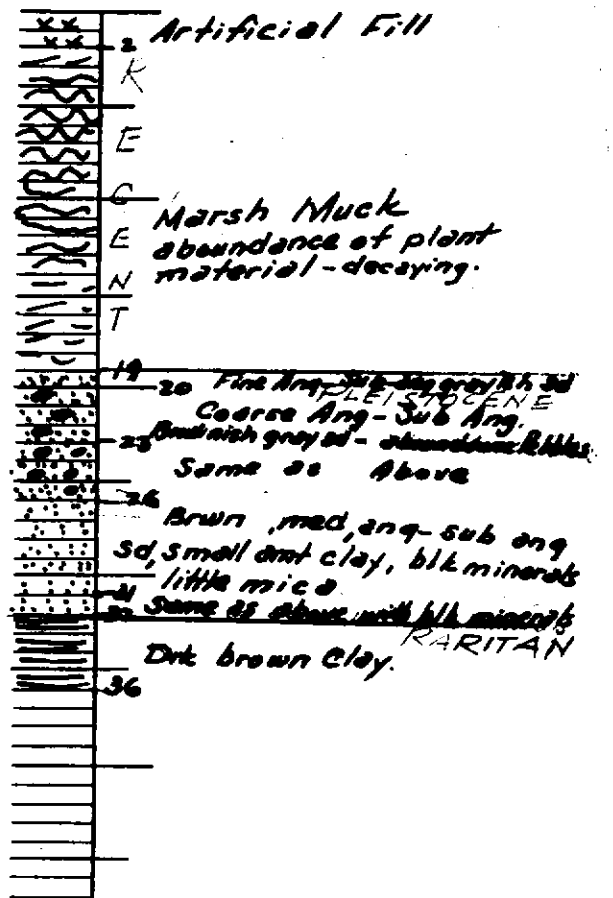 Artificial Fill
2
R
E
C
E
N
T
Marsh Muck
abundance of plant
material - decaying.
19
20 Fine Ang - Sub-ang grayish sd
PLEISTOCENE
Coarse Ang - Sub Ang.
23 Brownish gray sd - abundance Pebbles
Same as Above
26
Brwn, med, ang - sub ang
sd, small amt clay, blk minerals
little mica
31
32 Same as above with blk minerals
RARITAN
Drk brown Clay.
36